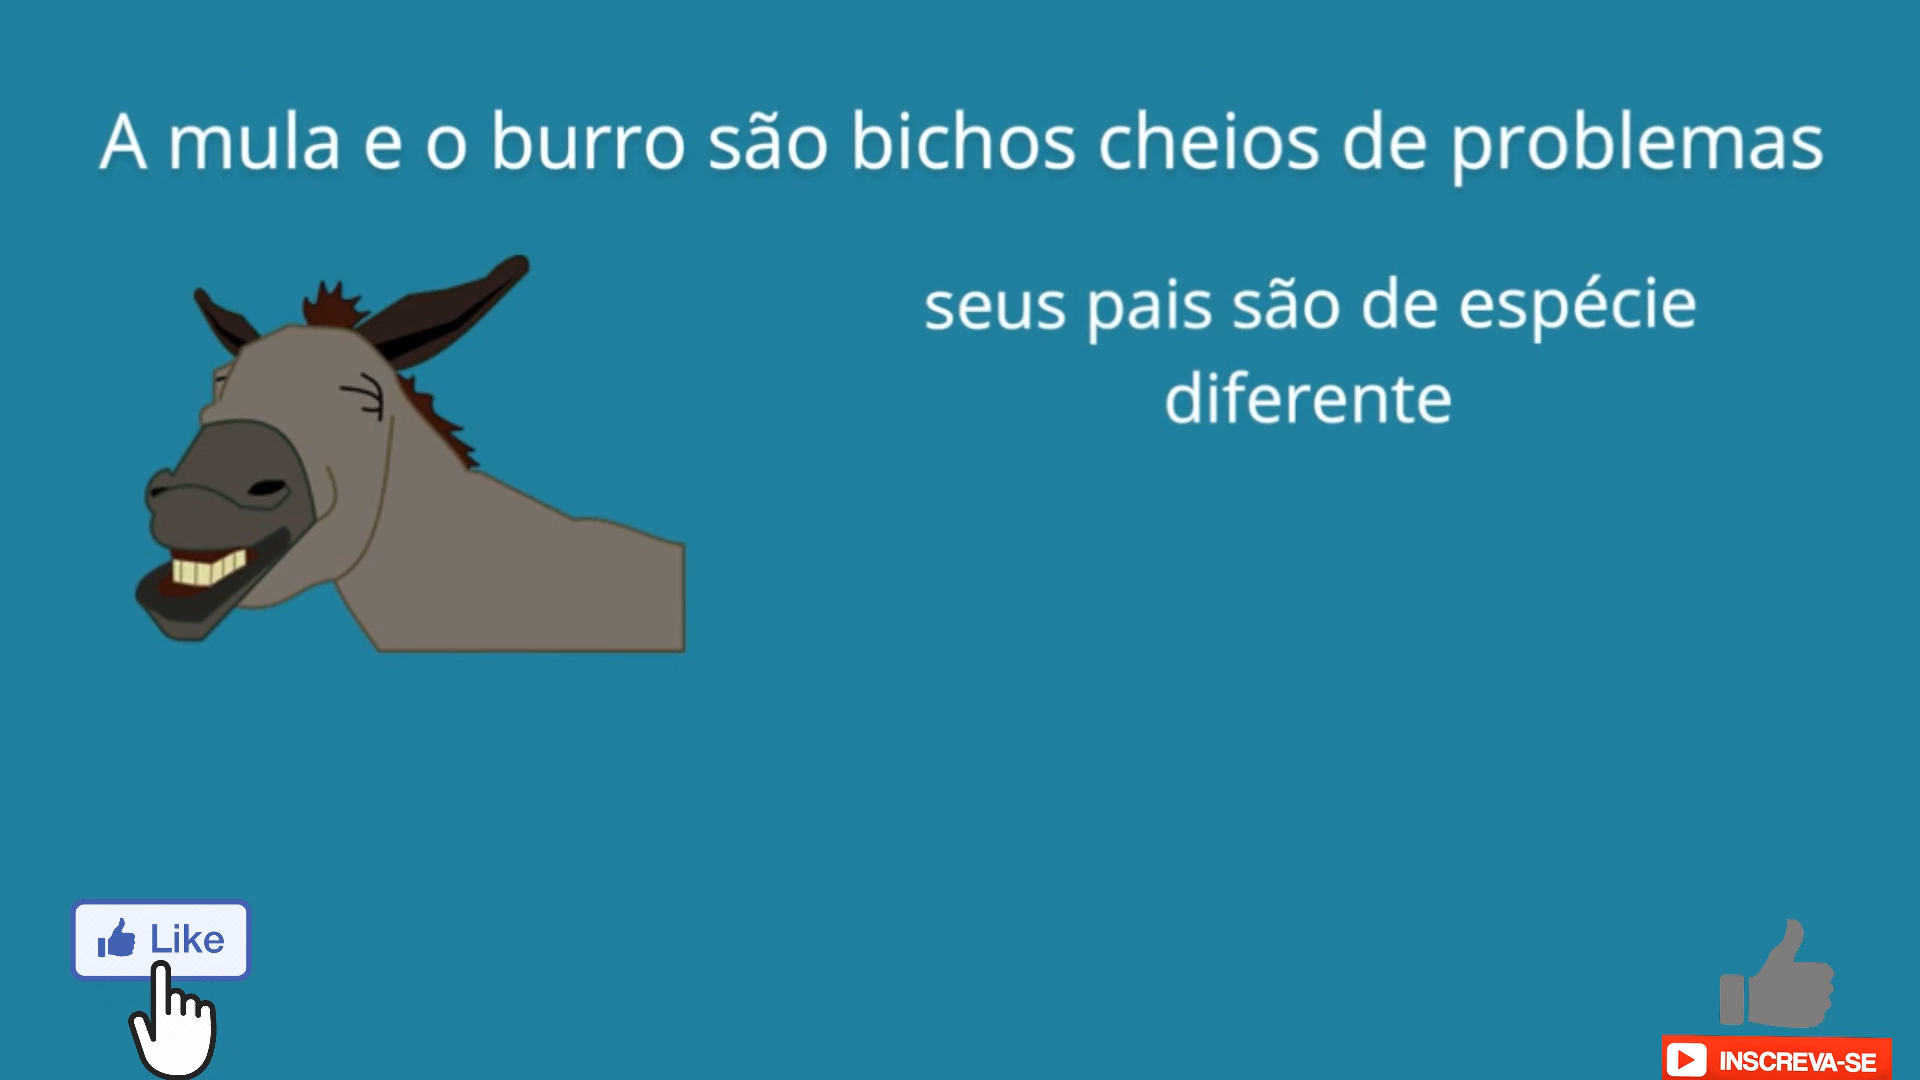 A mula e o burro são bichos cheios de problemas
seus pais são de espécie
diferente
Like
INSCREVA-SE